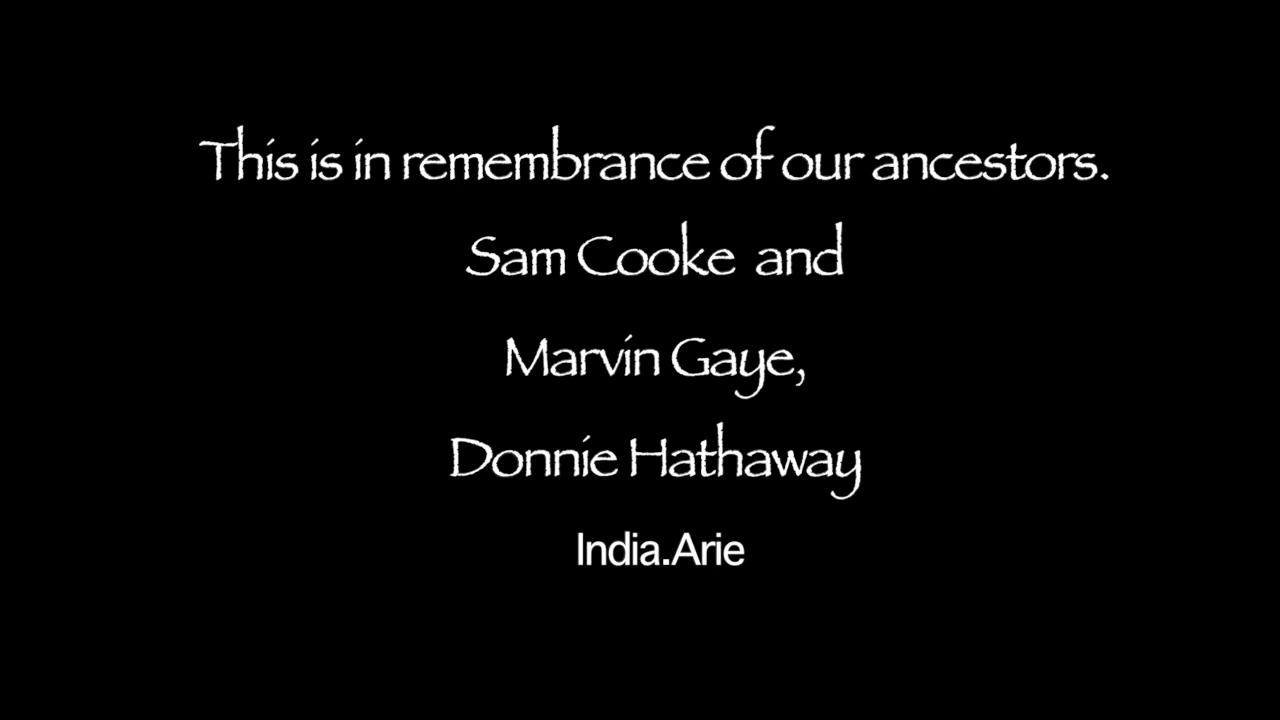 This is in remembrance of our ancestors.
Sam Cooke and
Marvin Gaye,
Donnie Hathaway
India.Arie